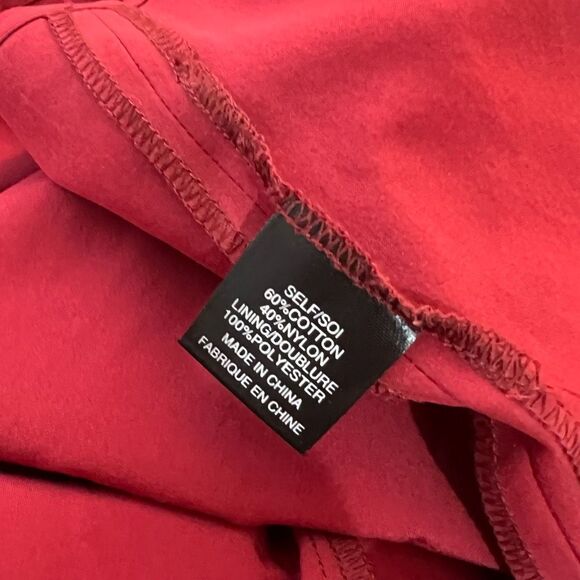 SELF/SOI
60%COTTON
40%NYLON
LINING/DOUBLURE
100%POLYESTER
MADE IN CHINA
FABRIQUE EN CHINE